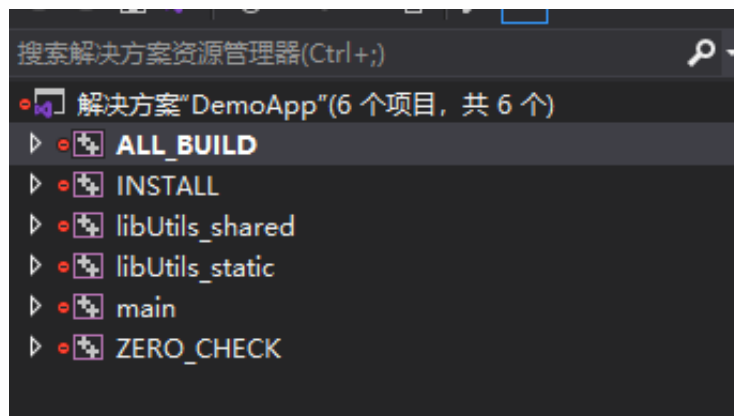 搜索解决方案资源管理器(Ctrl+;)
解决方案"DemoApp"(6 个项目，共 6 个)
ALL_BUILD
INSTALL
libUtils_shared
libUtils_static
main
ZERO_CHECK